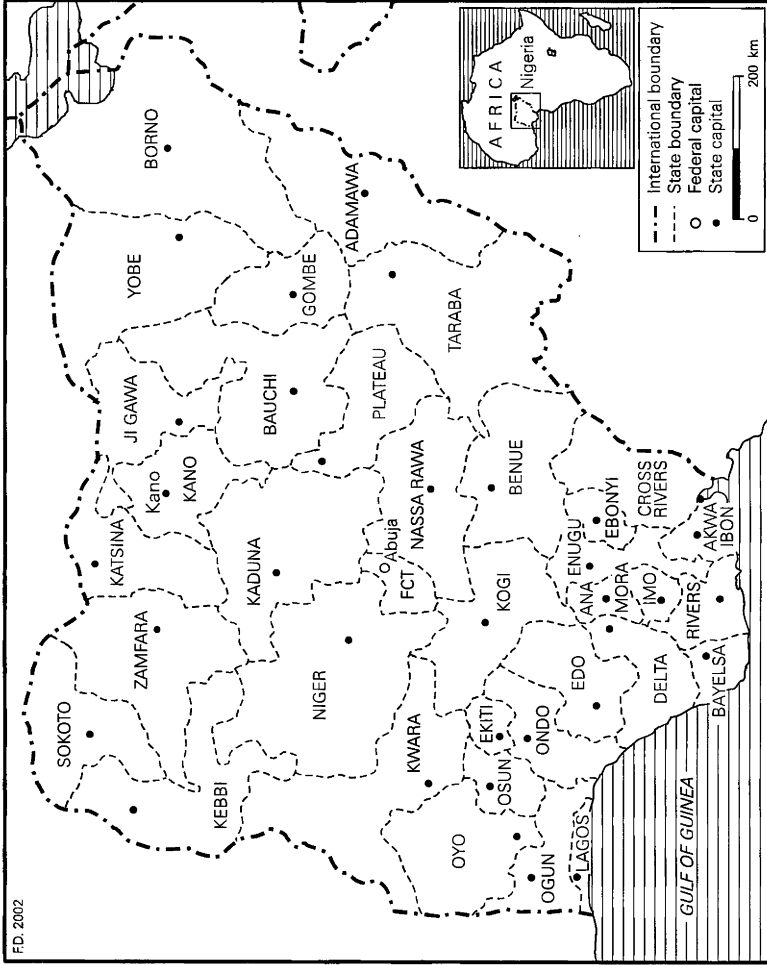 F.D. 2002
SOKOTO
ZAMFARA
KATSINA
Kano
KANO
JI GAWA
YOBE
BORNO
KEBBI
KADUNA
BAUCHI
GOMBE
ADAMAWA
NIGER
FCT
Abuja
PLATEAU
NASSA RAWA
TARABA
KWARA
OYO
OSUN
EKITI
KOGI
BENUE
OGUN
LAGOS
ONDO
EDO
ENUGU
EBONYI
ANA
MORA
IMO
CROSS
RIVERS
DELTA
BAYELSA
RIVERS
AKWA
IBON
GULF OF GUINEA
AFRICA
Nigeria
International boundary
State boundary
Federal capital
State capital
0
200 km